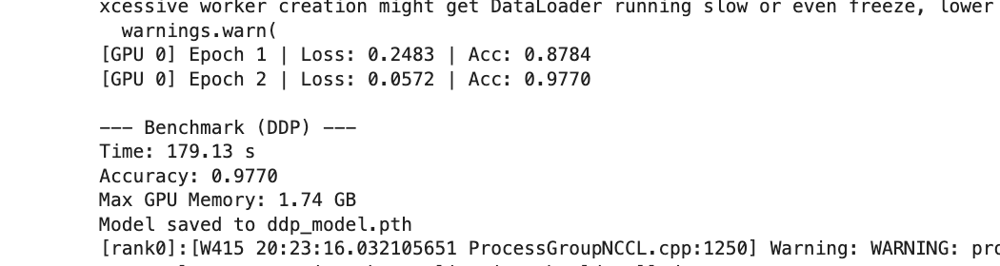 xcessive worker creation might get DataLoader running slow or even freeze, lower
warnings.warn(
[GPU 0] Epoch 1 | Loss: 0.2483 | Acc: 0.8784
[GPU 0] Epoch 2 | Loss: 0.0572 | Acc: 0.9770
--- Benchmark (DDP) ---
Time: 179.13 s
Accuracy: 0.9770
Max GPU Memory: 1.74 GB
Model saved to ddp_model.pth
[rank0]:[W415 20:23:16.032105651 ProcessGroupNCCL.cpp:1250] Warning: WARNING: pro